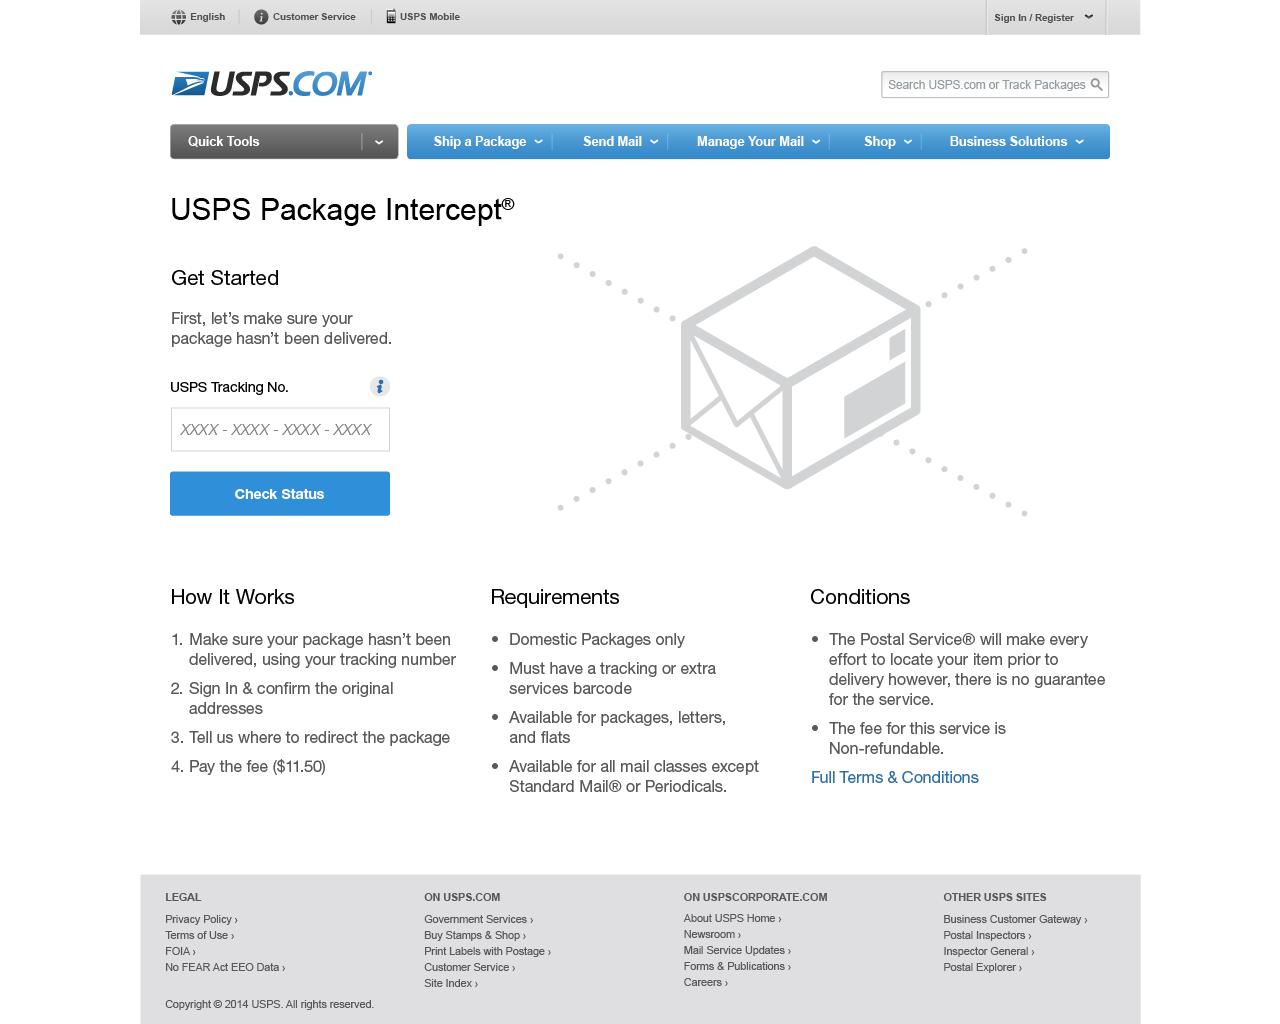 English
Customer Service
USPS Mobile
Sign In / Register
USPS.COM
Search USPS.com or Track Packages
Quick Tools
Ship a Package
Send Mail
Manage Your Mail
Shop
Business Solutions
USPS Package Intercept®
Get Started
First, let’s make sure your
package hasn’t been delivered.
USPS Tracking No.
i
XXXX - XXXX - XXXX - XXXX
Check Status
How It Works
1. Make sure your package hasn’t been
delivered, using your tracking number
2. Sign In & confirm the original
addresses
3. Tell us where to redirect the package
4. Pay the fee ($11.50)
Requirements
• Domestic Packages only
• Must have a tracking or extra
services barcode
• Available for packages, letters,
and flats
• Available for all mail classes except
Standard Mail® or Periodicals.
Conditions
• The Postal Service® will make every
effort to locate your item prior to
delivery however, there is no guarantee
for the service.
• The fee for this service is
Non-refundable.
Full Terms & Conditions
LEGAL
Privacy Policy ›
Terms of Use ›
FOIA ›
No FEAR Act EEO Data ›
ON USPS.COM
Government Services ›
Buy Stamps & Shop ›
Print Labels with Postage ›
Customer Service ›
Site Index ›
ON USPSCORPORATE.COM
About USPS Home ›
Newsroom ›
Mail Service Updates ›
Forms & Publications ›
Careers ›
OTHER USPS SITES
Business Customer Gateway ›
Postal Inspectors ›
Inspector General ›
Postal Explorer ›
Copyright © 2014 USPS. All rights reserved.